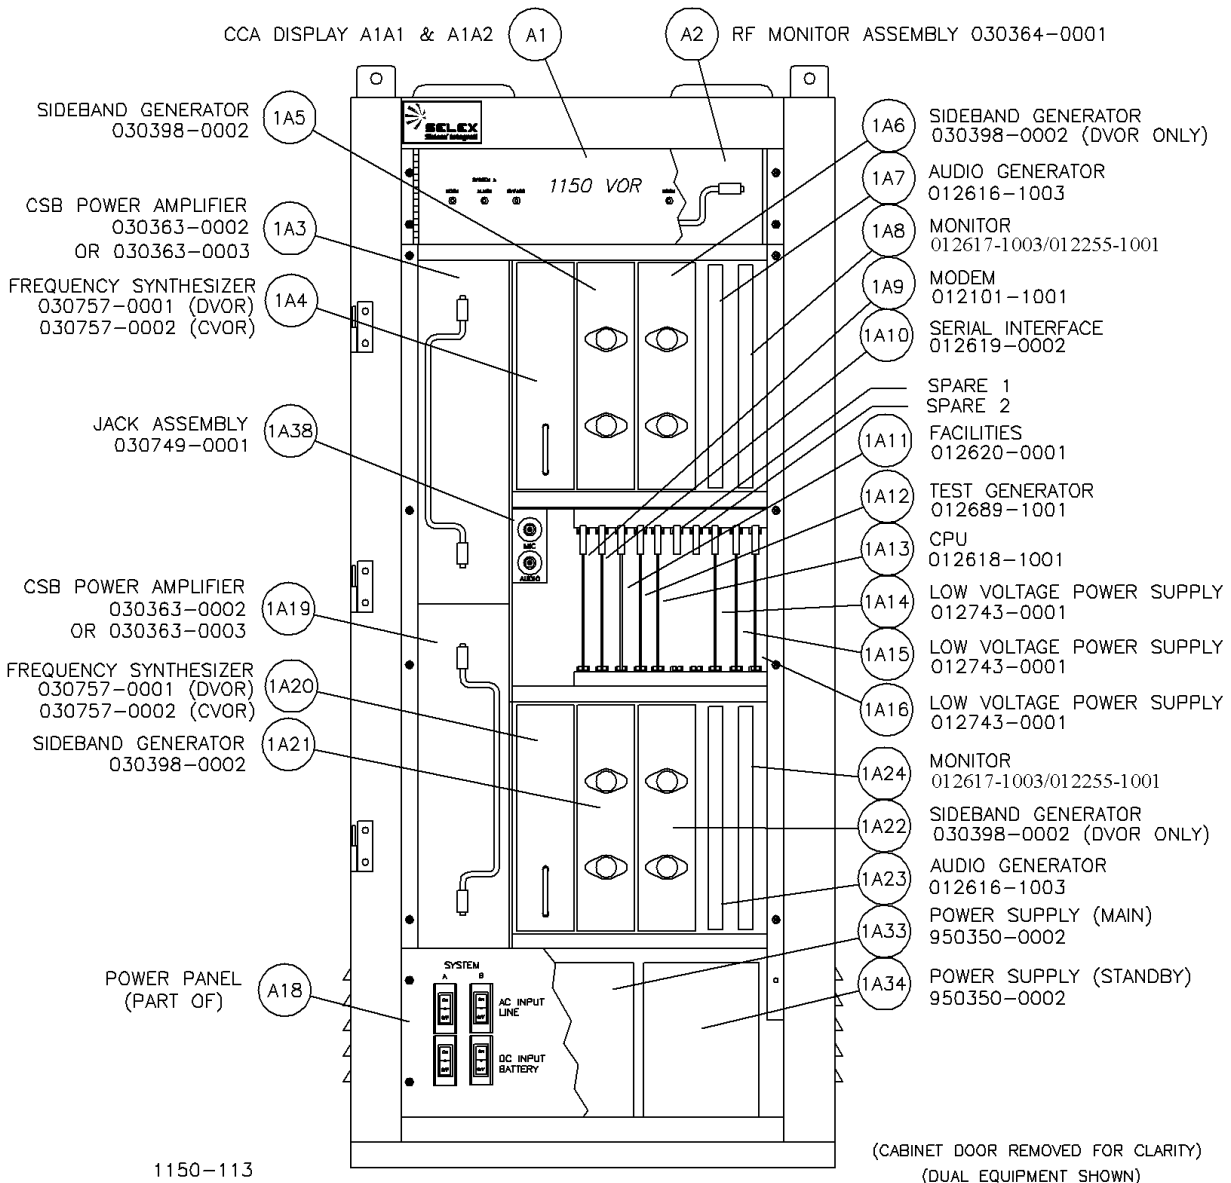 CCA DISPLAY A1A1 & A1A2
A1
A2
RF MONITOR ASSEMBLY 030364-0001
SIDEBAND GENERATOR
030398-0002
1A5
CSB POWER AMPLIFIER
030363-0002
OR 030363-0003
1A3
FREQUENCY SYNTHESIZER
030757-0001 (DVOR)
030757-0002 (CVOR)
1A4
JACK ASSEMBLY
030749-0001
1A38
CSB POWER AMPLIFIER
030363-0002
OR 030363-0003
1A19
FREQUENCY SYNTHESIZER
030757-0001 (DVOR)
030757-0002 (CVOR)
1A20
SIDEBAND GENERATOR
030398-0002
1A21
POWER PANEL
(PART OF)
A18
SELEX
Sistemi Integrati
SYSTEM A
1150 VOR
MIC
AUDIO
SYSTEM
A B
AC INPUT
LINE
DC INPUT
BATTERY
1A6
SIDEBAND GENERATOR
030398-0002 (DVOR ONLY)
1A7
AUDIO GENERATOR
012616-1003
1A8
MONITOR
012617-1003/012255-1001
1A9
MODEM
012101-1001
1A10
SERIAL INTERFACE
012619-0002
SPARE 1
SPARE 2
1A11
FACILITIES
012620-0001
1A12
TEST GENERATOR
012689-1001
1A13
CPU
012618-1001
1A14
LOW VOLTAGE POWER SUPPLY
012743-0001
1A15
LOW VOLTAGE POWER SUPPLY
012743-0001
1A16
LOW VOLTAGE POWER SUPPLY
012743-0001
1A24
MONITOR
012617-1003/012255-1001
1A22
SIDEBAND GENERATOR
030398-0002 (DVOR ONLY)
1A23
AUDIO GENERATOR
012616-1003
1A33
POWER SUPPLY (MAIN)
950350-0002
1A34
POWER SUPPLY (STANDBY)
950350-0002
1150-113
(CABINET DOOR REMOVED FOR CLARITY)
(DUAL EQUIPMENT SHOWN)